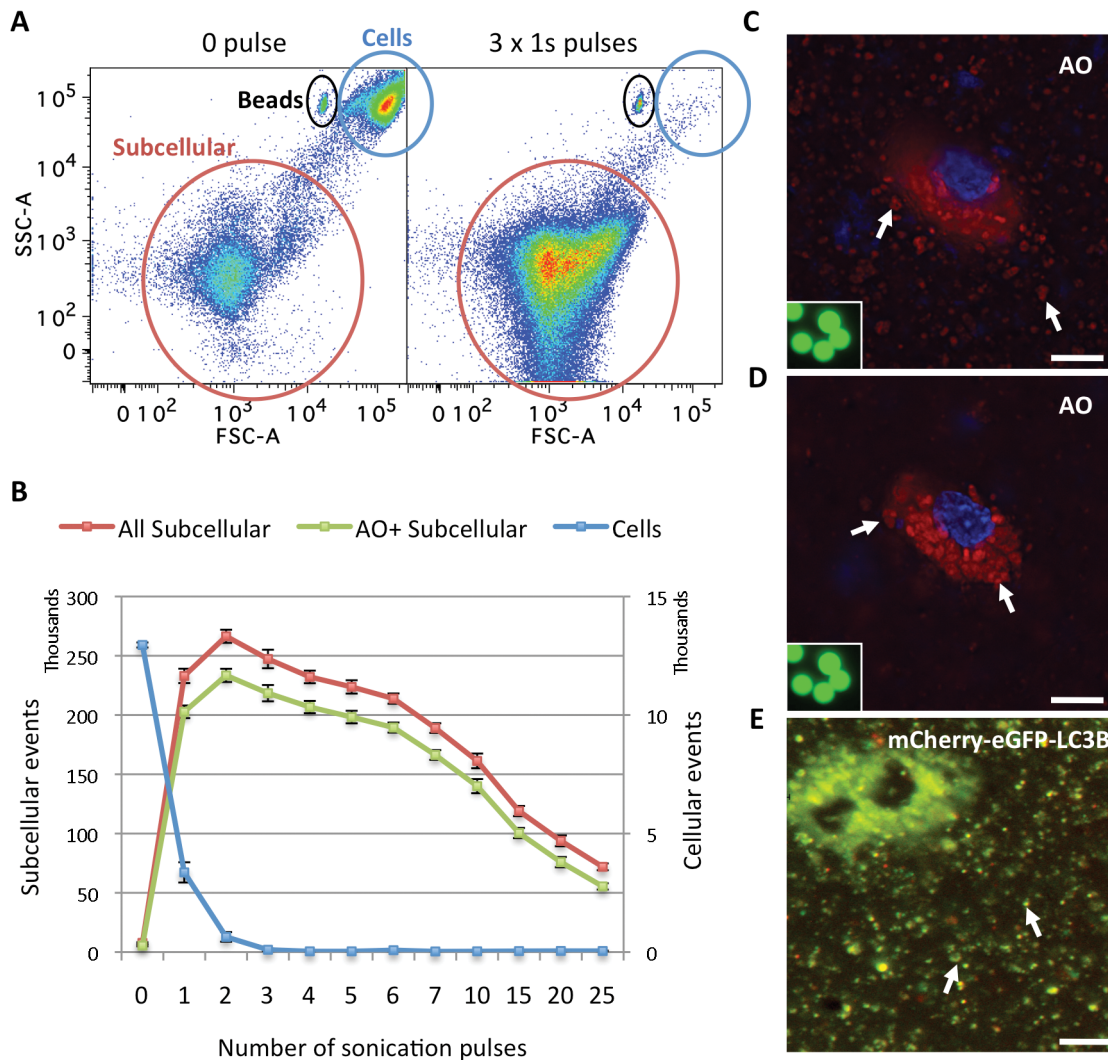 A
0 pulse
Cells
3 x 1s pulses
Beads
Subcellular
SSC-A
10^5
10^4
10^3
10^2
0
0 10^2 10^3 10^4 10^5
FSC-A
0 10^2 10^3 10^4 10^5
FSC-A
B
All Subcellular
AO+ Subcellular
Cells
Thousands
300
250
200
150
100
50
0
Subcellular events
Thousands
15
10
5
0
Cellular events
0 1 2 3 4 5 6 7 10 15 20 25
Number of sonication pulses
C
AO
D
AO
E
mCherry-eGFP-LC3B